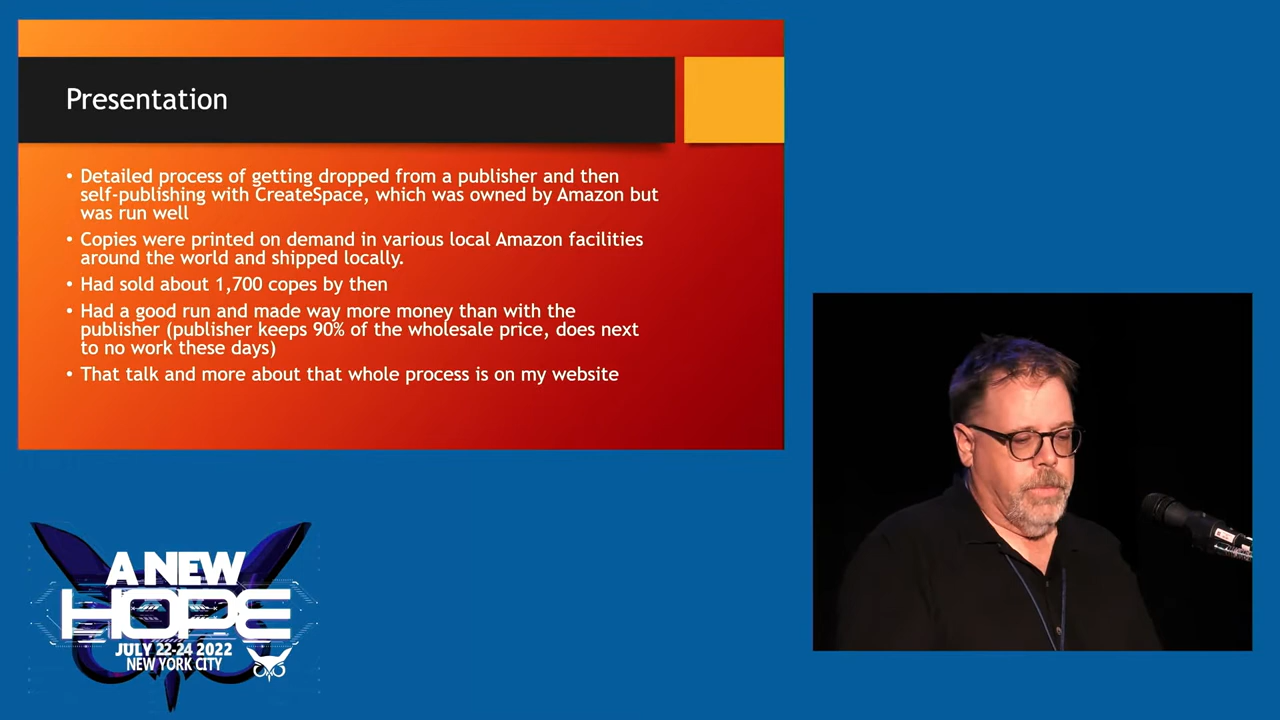 Presentation
• Detailed process of getting dropped from a publisher and then
self-publishing with CreateSpace, which was owned by Amazon but
was run well
• Copies were printed on demand in various local Amazon facilities
around the world and shipped locally.
• Had sold about 1,700 copes by then
• Had a good run and made way more money than with the
publisher (publisher keeps 90% of the wholesale price, does next
to no work these days)
• That talk and more about that whole process is on my website
A NEW
HOPE
JULY 22-24 2022
NEW YORK CITY